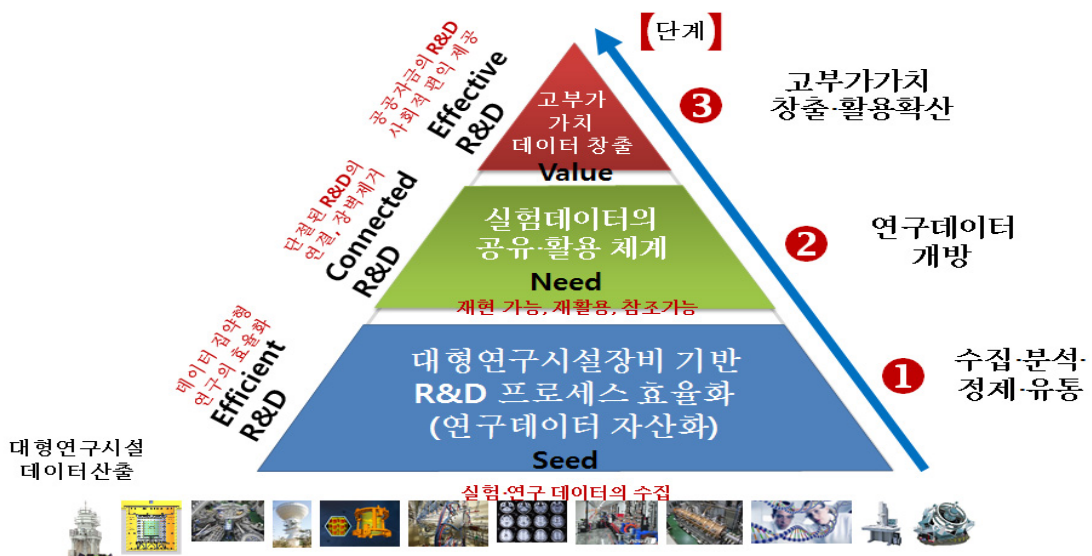 【단계】
공공자금의 R&D
사회적 편익 제공
Effective
R&D
고부가
가치
데이터 창출
Value
3
고부가가치
창출·활용확산
단절된 R&D의
연결, 장벽제거
Connected
R&D
실험데이터의
공유·활용 체계
Need
재현 가능, 재활용, 참조가능
2
연구데이터
개방
데이터 집약형
연구의 효율화
Efficient
R&D
대형연구시설장비 기반
R&D 프로세스 효율화
(연구데이터 자산화)
Seed
1
수집·분석·
정제·유통
대형연구시설
데이터산출
실험·연구 데이터의 수집